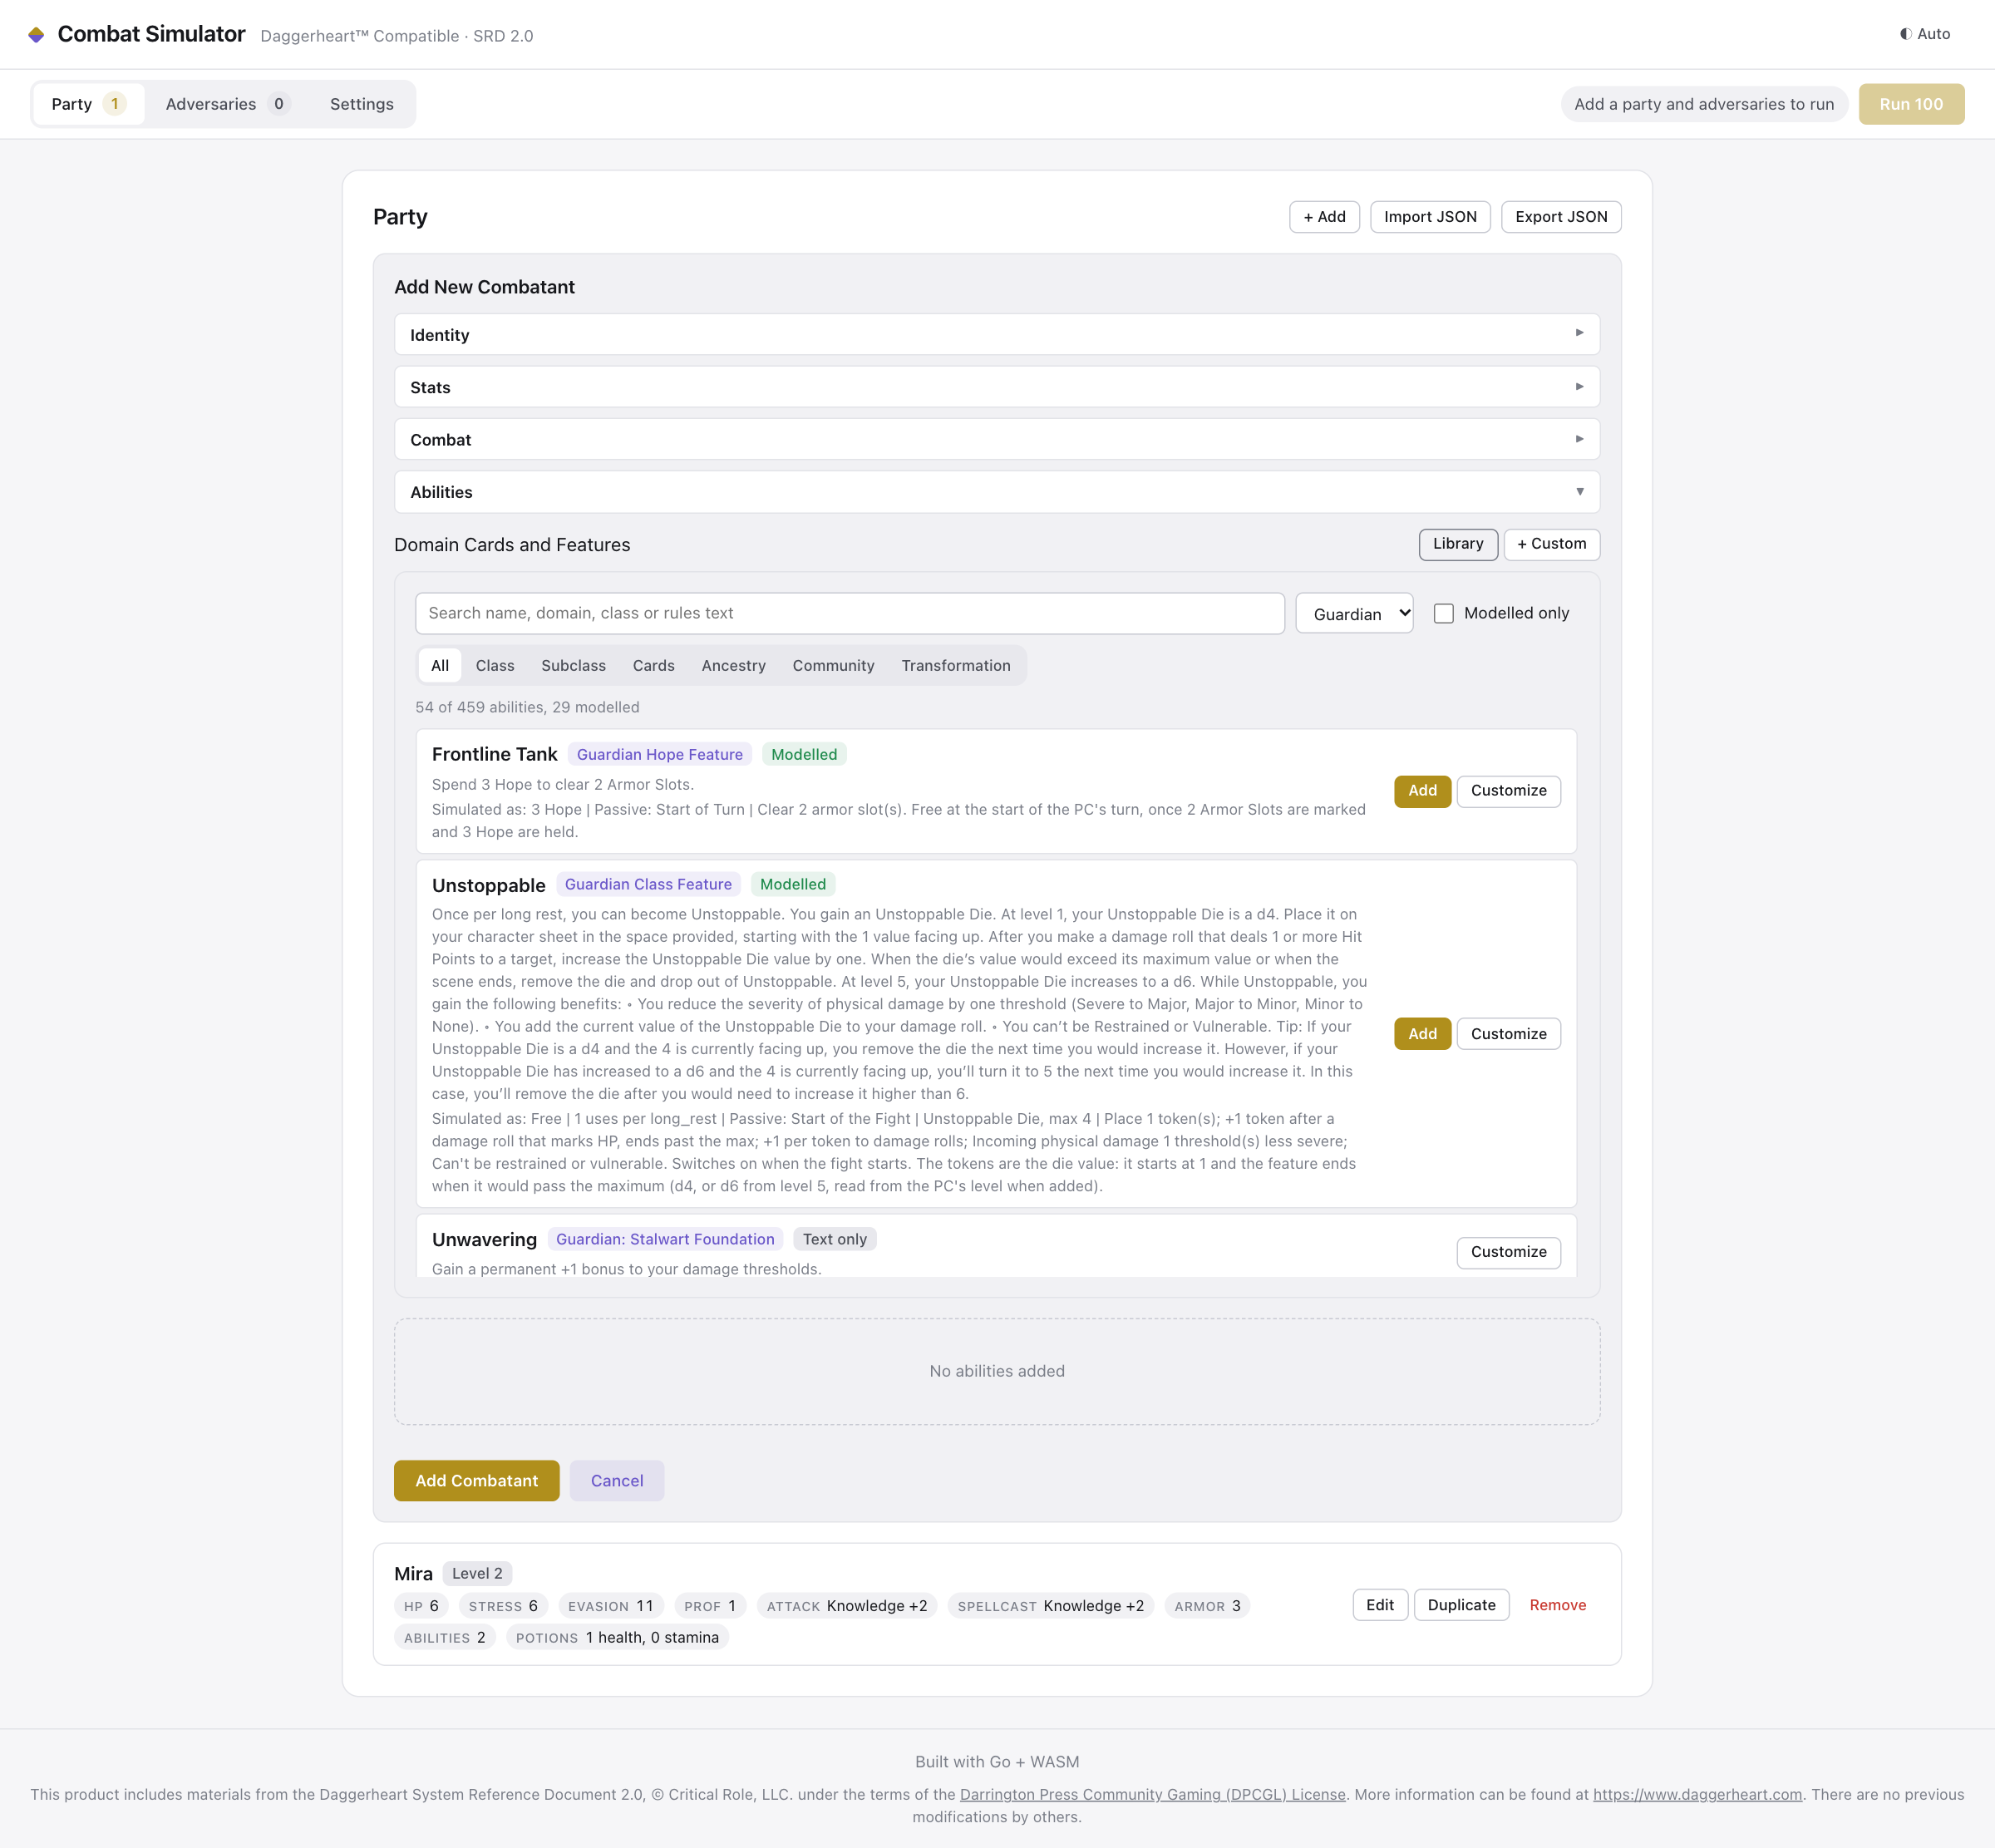 Combat Simulator Daggerheart™ Compatible · SRD 2.0
Auto
Party 1 Adversaries 0 Settings
Add a party and adversaries to run Run 100
Party
+ Add Import JSON Export JSON
Add New Combatant
Identity
Stats
Combat
Abilities
Domain Cards and Features
Library + Custom
Search name, domain, class or rules text Guardian Modelled only
All Class Subclass Cards Ancestry Community Transformation
54 of 459 abilities, 29 modelled
Frontline Tank Guardian Hope Feature Modelled
Spend 3 Hope to clear 2 Armor Slots.
Simulated as: 3 Hope | Passive: Start of Turn | Clear 2 armor slot(s). Free at the start of the PC's turn, once 2 Armor Slots are marked
and 3 Hope are held.
Add Customize
Unstoppable Guardian Class Feature Modelled
Once per long rest, you can become Unstoppable. You gain an Unstoppable Die. At level 1, your Unstoppable Die is a d4. Place it on
your character sheet in the space provided, starting with the 1 value facing up. After you make a damage roll that deals 1 or more Hit
Points to a target, increase the Unstoppable Die value by one. When the die’s value would exceed its maximum value or when the
scene ends, remove the die and drop out of Unstoppable. At level 5, your Unstoppable Die increases to a d6. While Unstoppable, you
gain the following benefits: • You reduce the severity of physical damage by one threshold (Severe to Major, Major to Minor, Minor to
None). • You add the current value of the Unstoppable Die to your damage roll. • You can’t be Restrained or Vulnerable. Tip: If your
Unstoppable Die is a d4 and the 4 is currently facing up, you remove the die the next time you would increase it. However, if your
Unstoppable Die has increased to a d6 and the 4 is currently facing up, you’ll turn it to 5 the next time you would increase it. In this
case, you’ll remove the die after you would need to increase it higher than 6.
Simulated as: Free | 1 uses per long_rest | Passive: Start of the Fight | Unstoppable Die, max 4 | Place 1 token(s); +1 token after a
damage roll that marks HP, ends past the max; +1 per token to damage rolls; Incoming physical damage 1 threshold(s) less severe;
Can't be restrained or vulnerable. Switches on when the fight starts. The tokens are the die value: it starts at 1 and the feature ends
when it would pass the maximum (d4, or d6 from level 5, read from the PC's level when added).
Add Customize
Unwavering Guardian: Stalwart Foundation Text only
Gain a permanent +1 bonus to your damage thresholds.
Customize
No abilities added
Add Combatant Cancel
Mira Level 2
HP 6 STRESS 6 EVASION 11 PROF 1 ATTACK Knowledge +2 SPELLCAST Knowledge +2 ARMOR 3
ABILITIES 2 POTIONS 1 health, 0 stamina
Edit Duplicate Remove
Built with Go + WASM
This product includes materials from the Daggerheart System Reference Document 2.0, © Critical Role, LLC. under the terms of the Darrington Press Community Gaming (DPCGL) License. More information can be found at https://www.daggerheart.com. There are no previous
modifications by others.